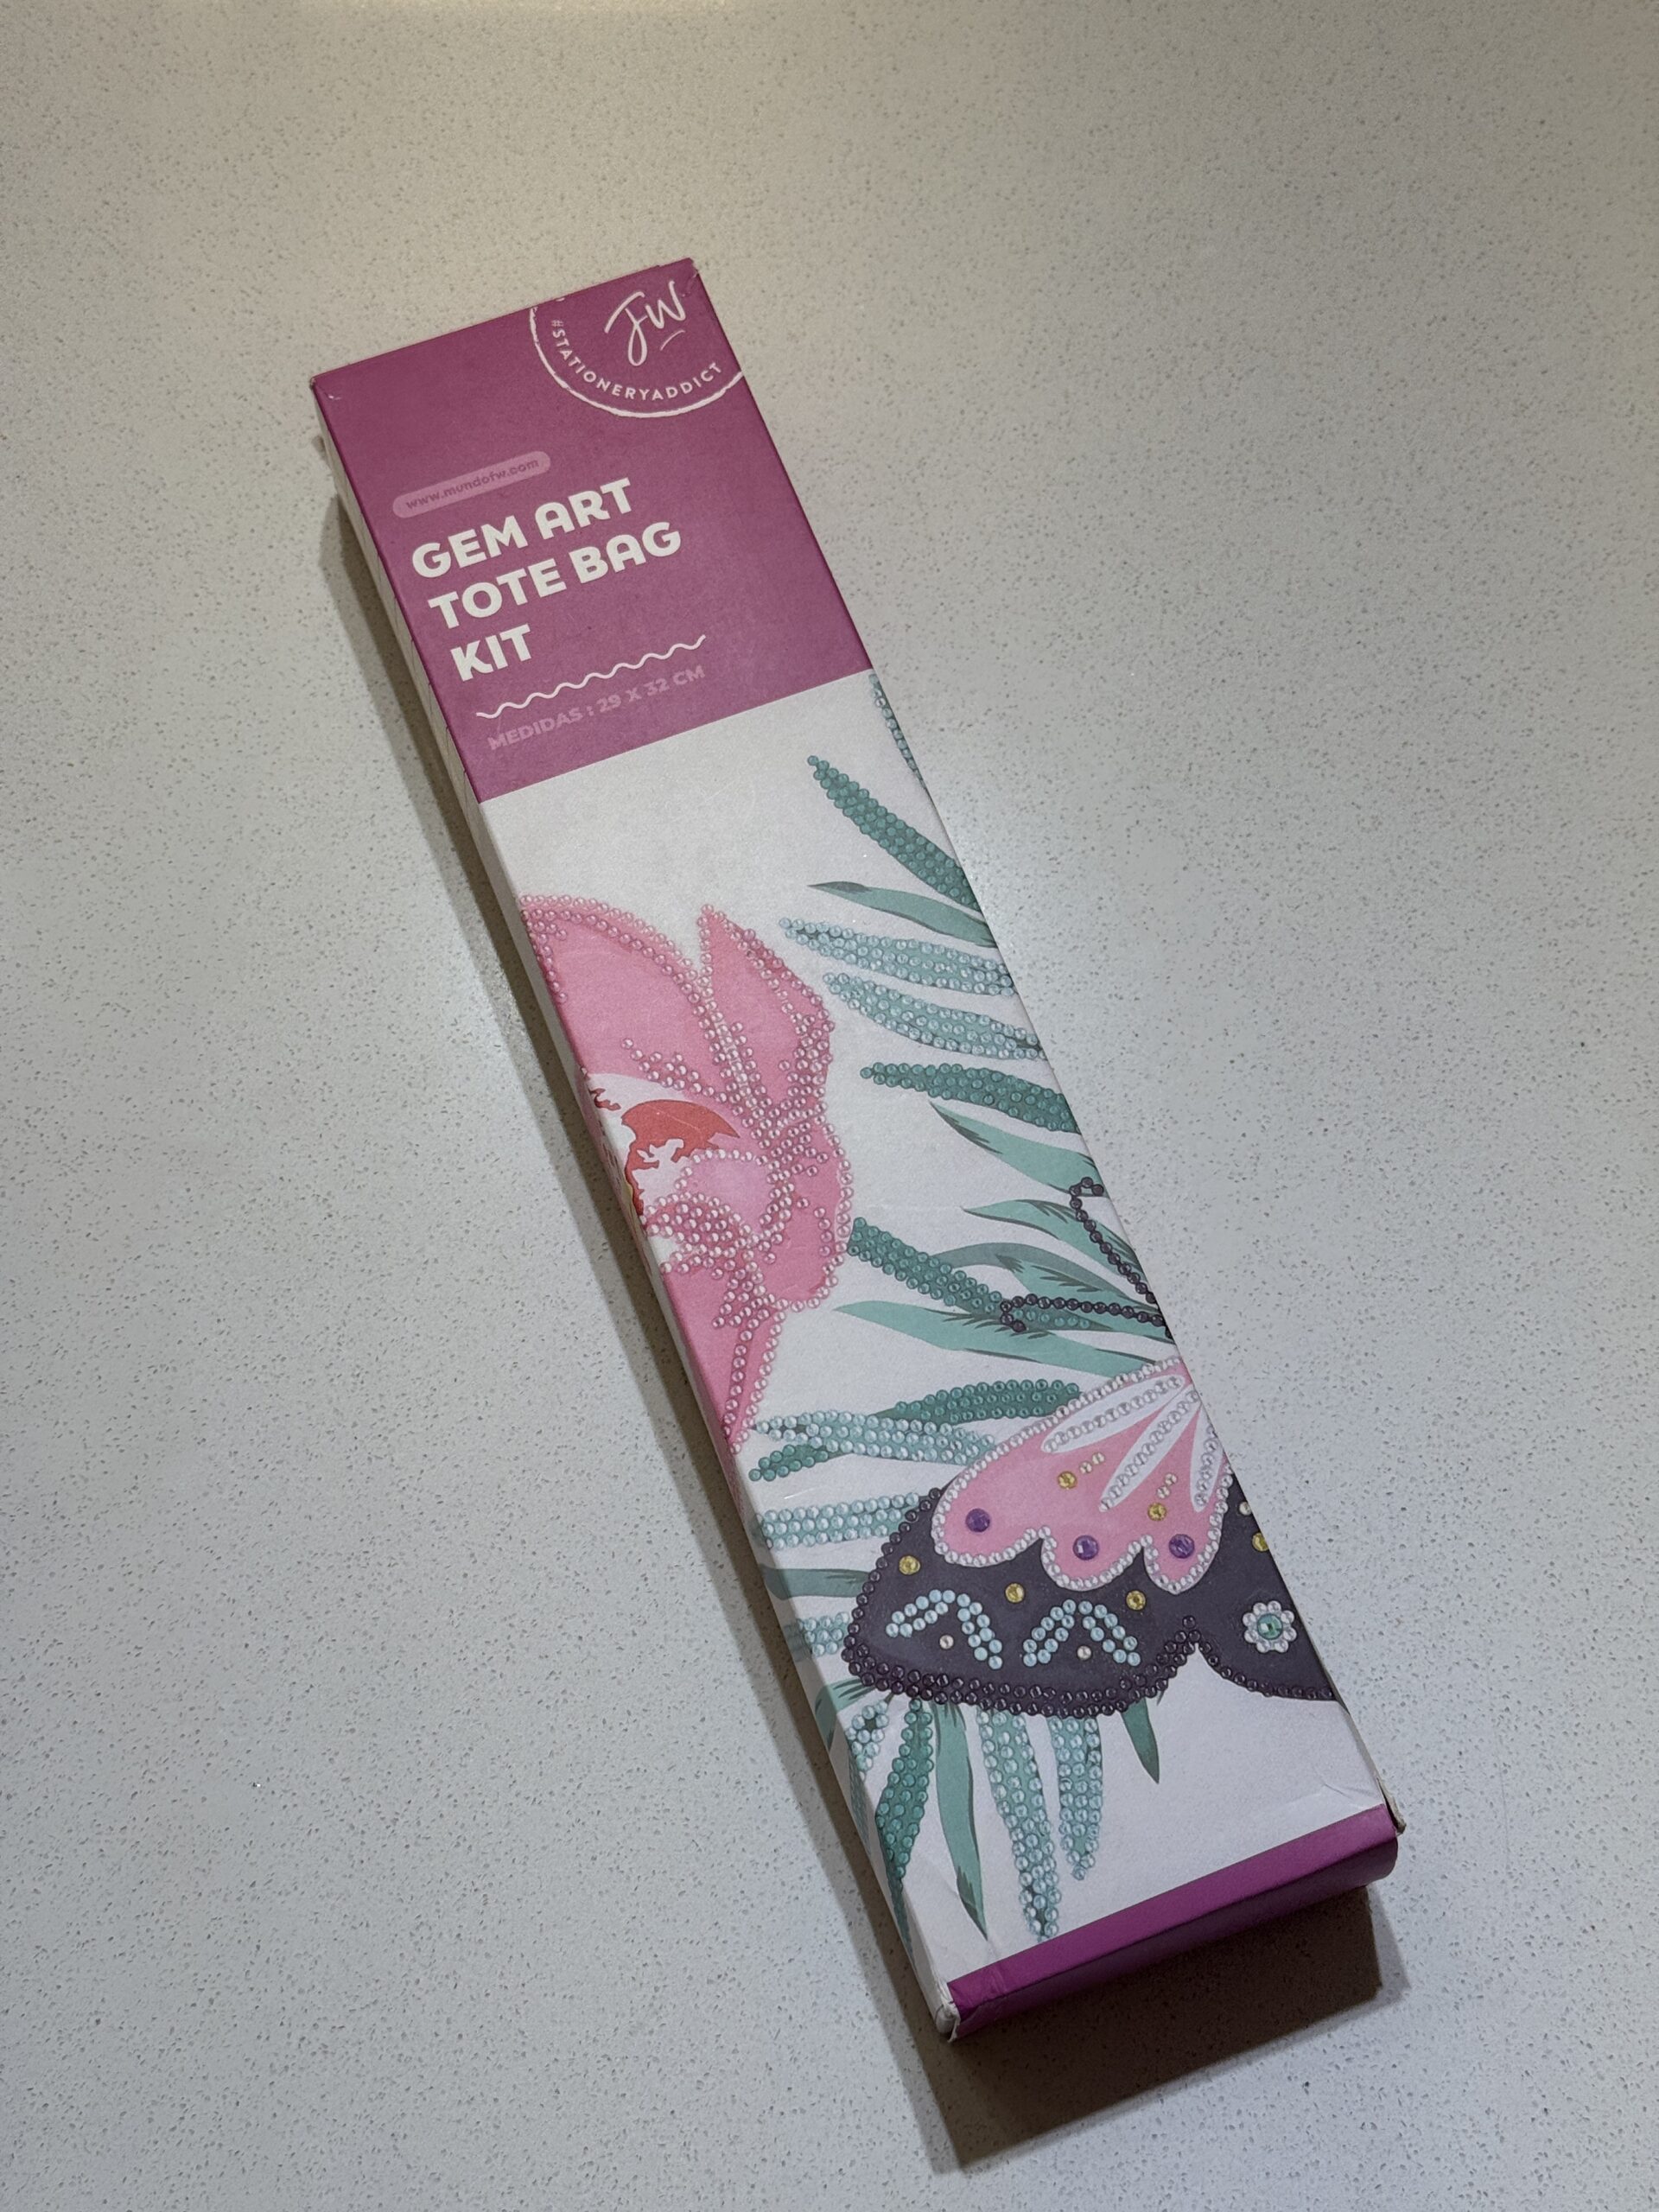 FW
#STATIONERYADDICT
www.mundofw.com
GEM ART
TOTE BAG
KIT
MEDIDAS : 29 X 32 CM